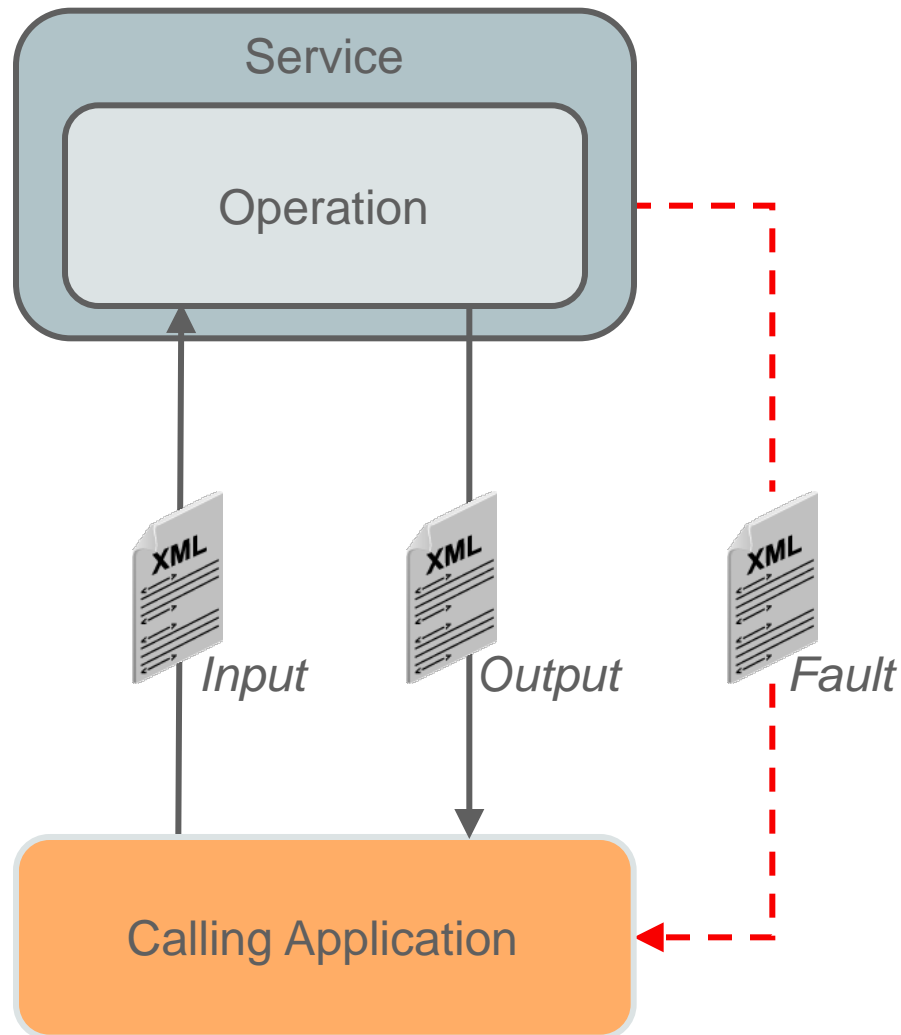 Service
Operation
XML
XML
XML
Input
Output
Fault
Calling Application